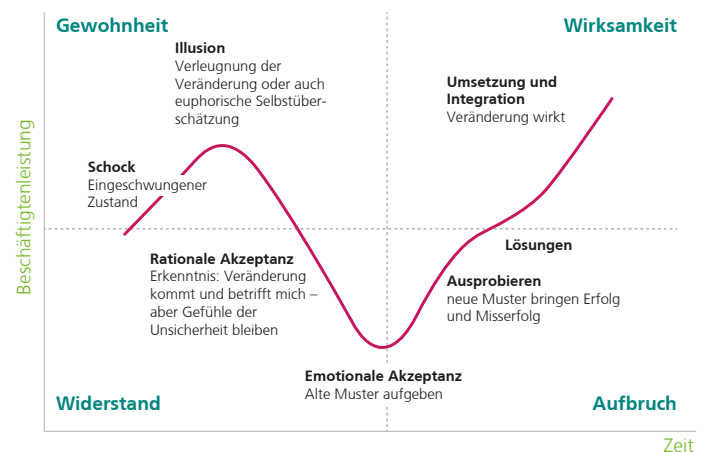 Gewohnheit
Wirksamkeit
Illusion
Verleugnung der
Veränderung oder auch
euphorische Selbstüber-
schätzung
Umsetzung und
Integration
Veränderung wirkt
Schock
Eingeschwungener
Zustand
Beschäftigtenleistung
Lösungen
Rationale Akzeptanz
Erkenntnis: Veränderung
kommt und betrifft mich –
aber Gefühle der
Unsicherheit bleiben
Ausprobieren
neue Muster bringen Erfolg
und Misserfolg
Emotionale Akzeptanz
Alte Muster aufgeben
Widerstand
Aufbruch
Zeit